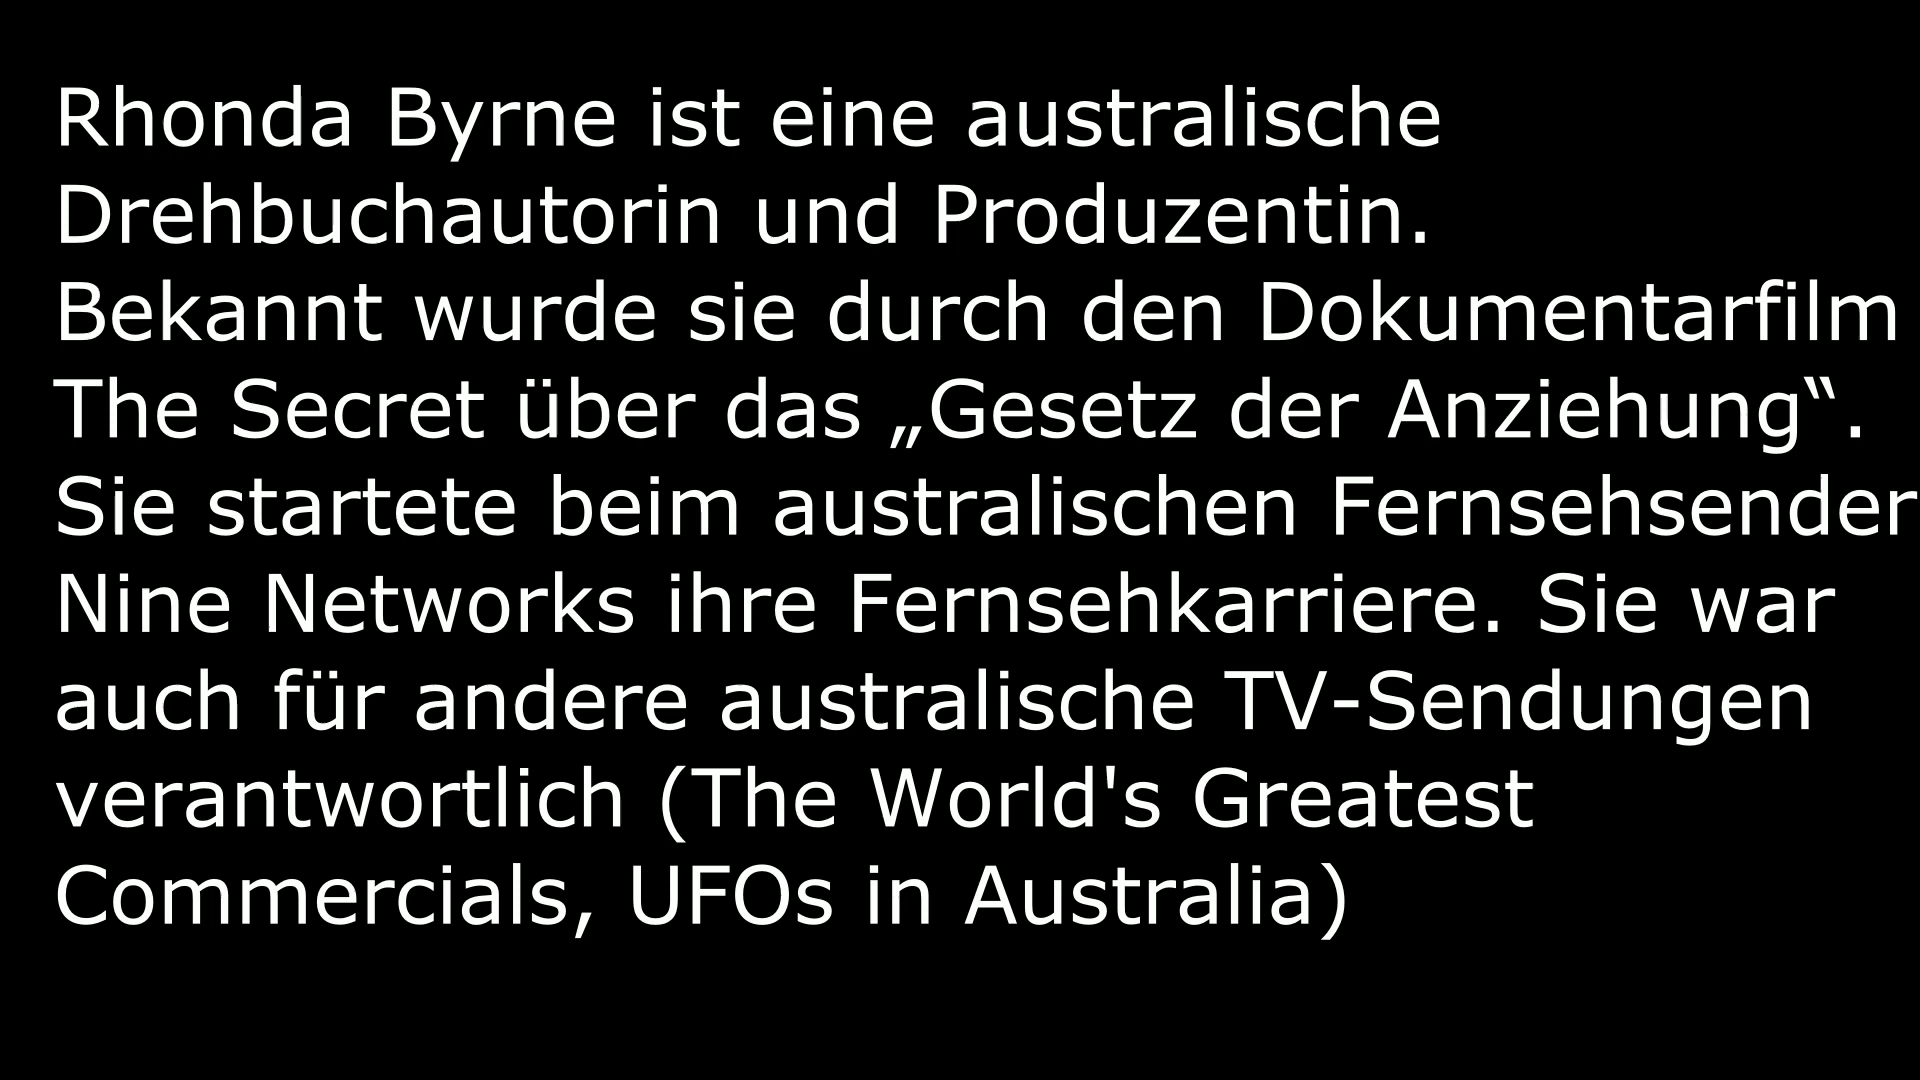 Rhonda Byrne ist eine australische
Drehbuchautorin und Produzentin.
Bekannt wurde sie durch den Dokumentarfilm
The Secret über das „Gesetz der Anziehung“.
Sie startete beim australischen Fernsehsender
Nine Networks ihre Fernsehkarriere. Sie war
auch für andere australische TV-Sendungen
verantwortlich (The World's Greatest
Commercials, UFOs in Australia)